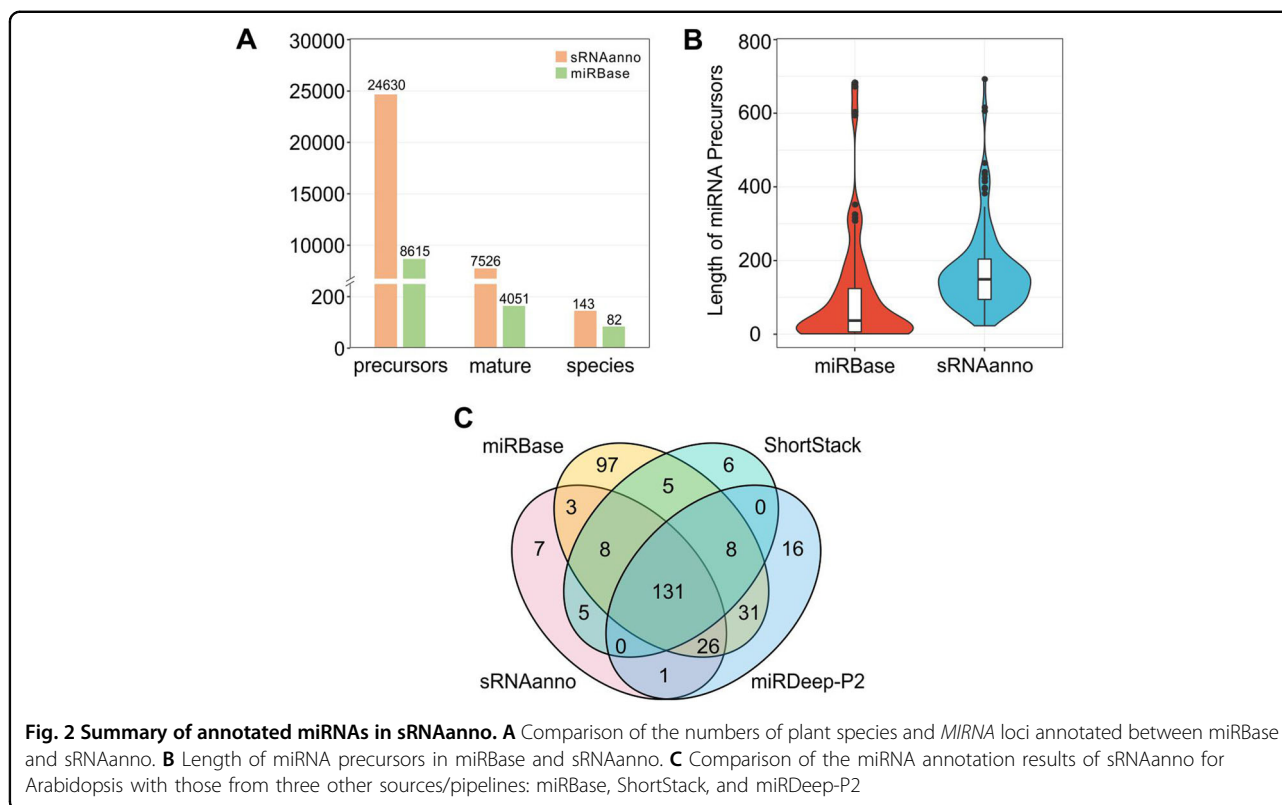 A
30000
25000
20000
15000
10000
200
0
sRNAanno
miRBase
24630
8615
7526
4051
143
82
precursors mature species
B
Length of miRNA Precursors
800
600
400
200
0
miRBase sRNAanno
C
miRBase ShortStack
97 6
5
3 0
7 8 8 16
131
5 31
0 26
1
sRNAanno miRDeep-P2
Fig. 2 Summary of annotated miRNAs in sRNAanno. A Comparison of the numbers of plant species and MIRNA loci annotated between miRBase
and sRNAanno. B Length of miRNA precursors in miRBase and sRNAanno. C Comparison of the miRNA annotation results of sRNAanno for
Arabidopsis with those from three other sources/pipelines: miRBase, ShortStack, and miRDeep-P2